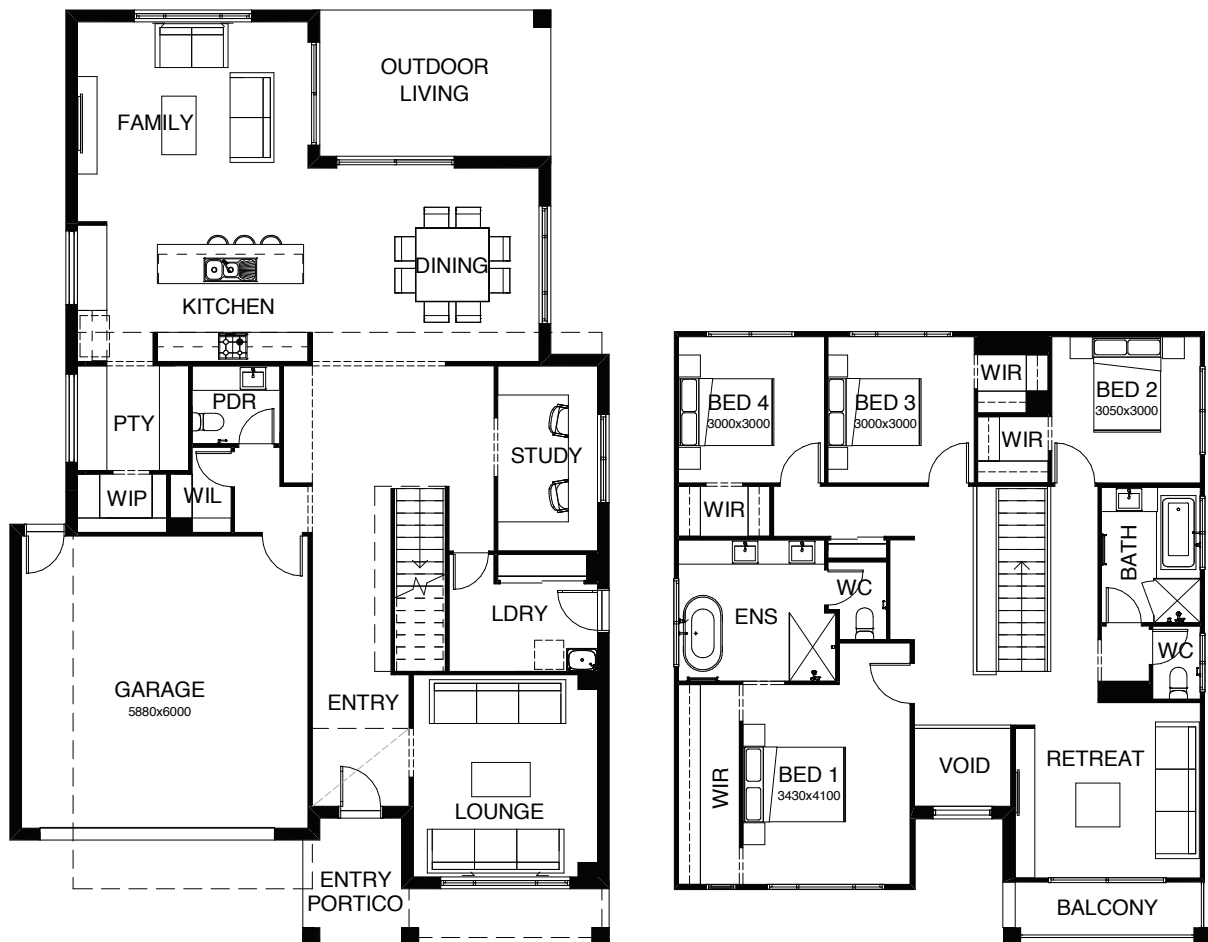 OUTDOOR
LIVING
FAMILY
DINING
KITCHEN
PTY
PDR
STUDY
WIP
WIL
LDRY
GARAGE
5880x6000
ENTRY
LOUNGE
ENTRY
PORTICO
BED 4
3000x3000
BED 3
3000x3000
WIR
BED 2
3050x3000
WIR
WIR
BATH
ENS
WC
WC
WIR
BED 1
3430x4100
VOID
RETREAT
BALCONY